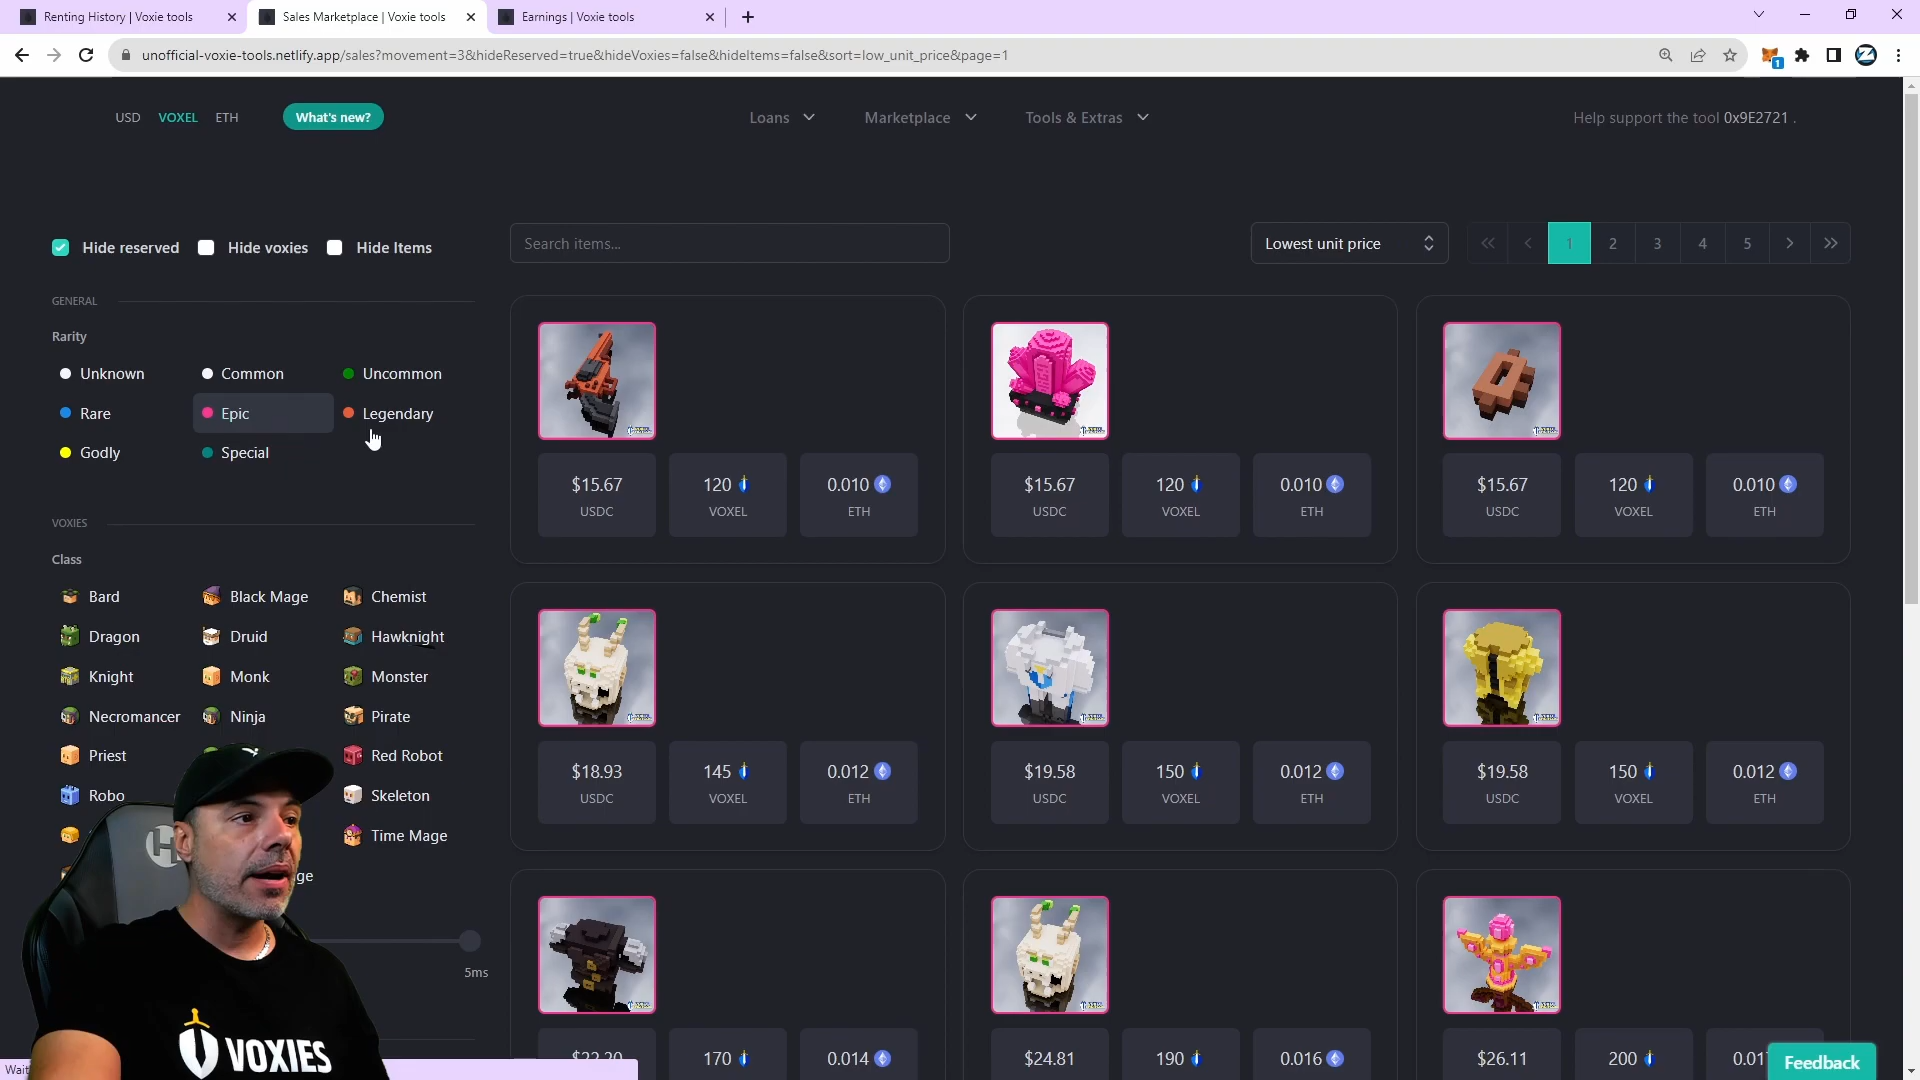 Renting History | Voxie tools
Sales Marketplace | Voxie tools
Earnings | Voxie tools
unofficial-voxie-tools.netlify.app/sales?movement=3&hideReserved=true&hideVoxies=false&hideItems=false&sort=low_unit_price&page=1
1
USD VOXEL ETH What's new?
Loans Marketplace Tools & Extras
Help support the tool 0x9E2721 .
Hide reserved Hide voxies Hide Items
Search items...
Lowest unit price
1 2 3 4 5
GENERAL
Rarity
Unknown Common Uncommon
Rare Epic Legendary
Godly Special
VOXIES
Class
Bard Black Mage Chemist
Dragon Druid Hawknight
Knight Monk Monster
Necromancer Ninja Pirate
Priest Red Robot
Robo Skeleton
Time Mage
ge
5ms
$15.67 120 0.010
USDC VOXEL ETH
$15.67 120 0.010
USDC VOXEL ETH
$15.67 120 0.010
USDC VOXEL ETH
$18.93 145 0.012
USDC VOXEL ETH
$19.58 150 0.012
USDC VOXEL ETH
$19.58 150 0.012
USDC VOXEL ETH
$22.20 170 0.014
$24.81 190 0.016
$26.11 200 0.01
Feedback
VOXIES
Wait